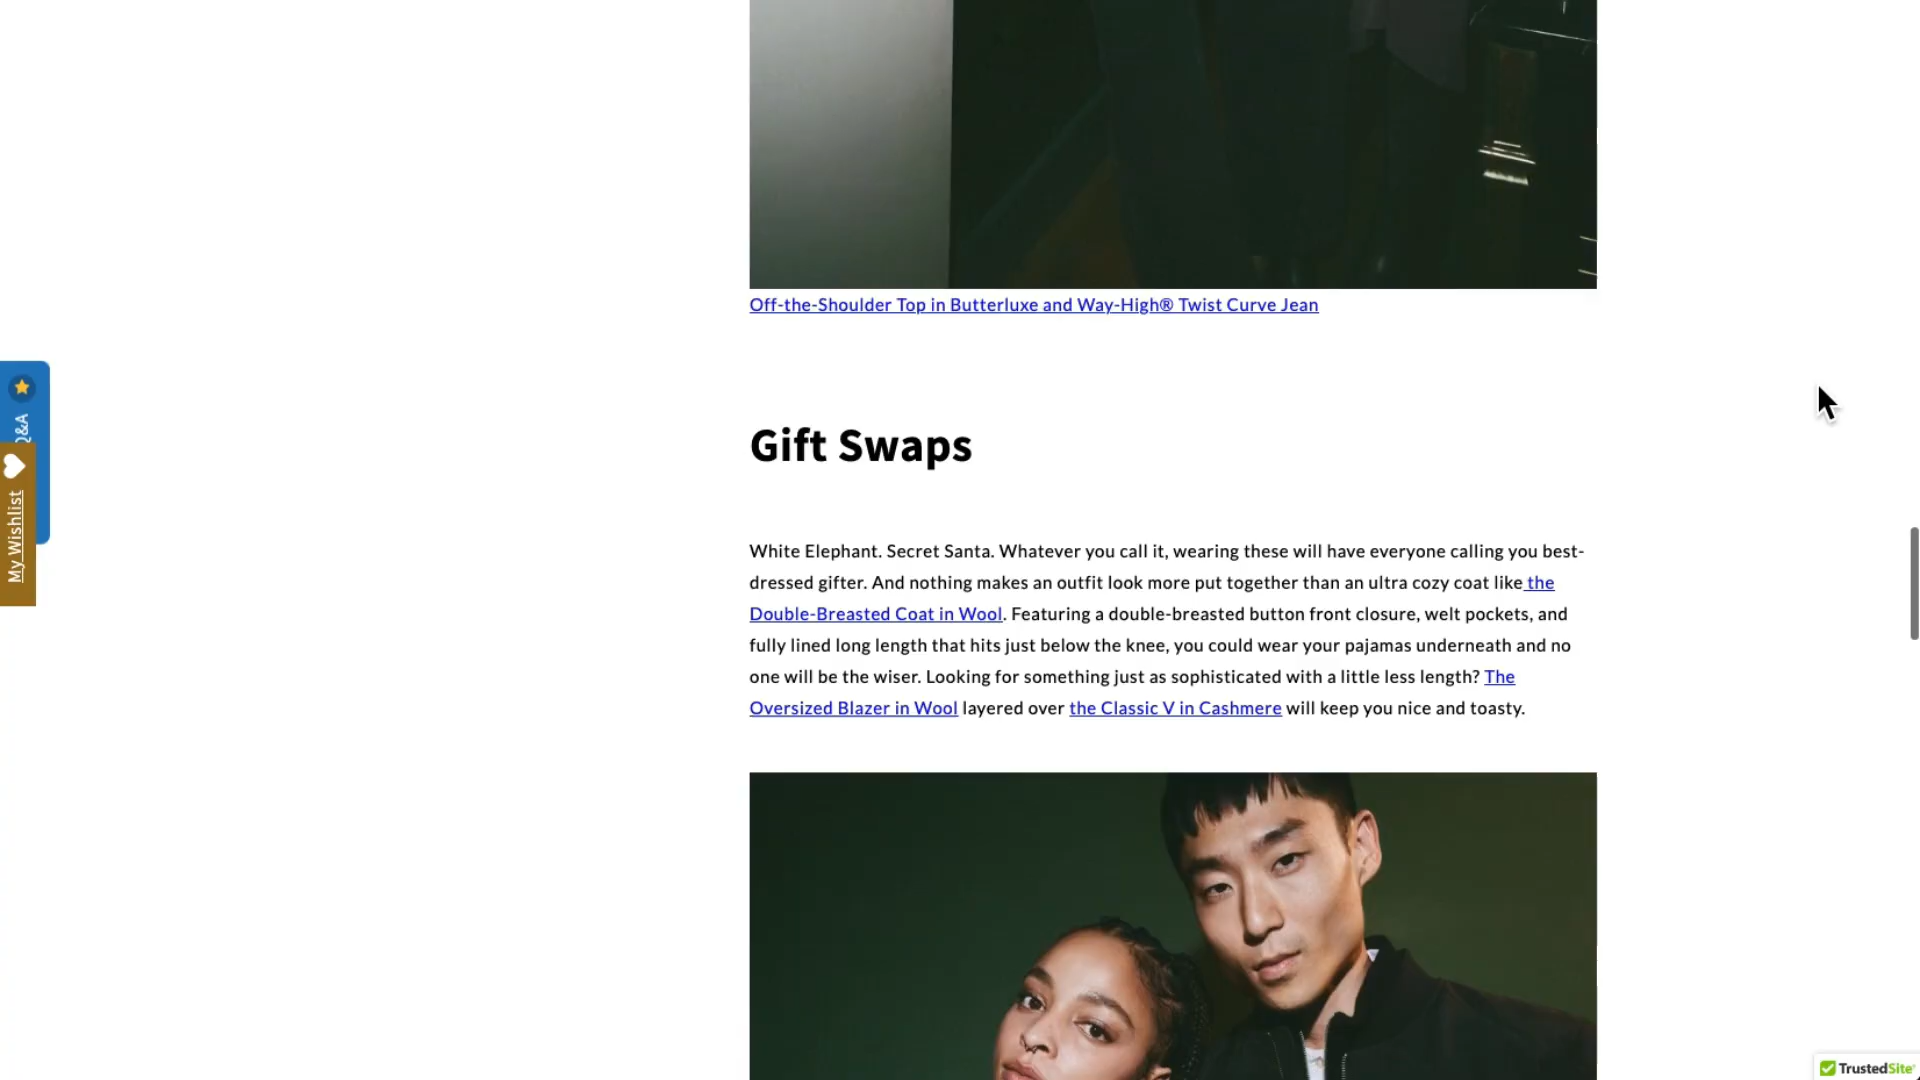 Off-the-Shoulder Top in Butterluxe and Way-High® Twist Curve Jean
Q&A
My Wishlist
Gift Swaps
White Elephant. Secret Santa. Whatever you call it, wearing these will have everyone calling you best-
dressed gifter. And nothing makes an outfit look more put together than an ultra cozy coat like the
Double-Breasted Coat in Wool. Featuring a double-breasted button front closure, welt pockets, and
fully lined long length that hits just below the knee, you could wear your pajamas underneath and no
one will be the wiser. Looking for something just as sophisticated with a little less length? The
Oversized Blazer in Wool layered over the Classic V in Cashmere will keep you nice and toasty.
TrustedSite